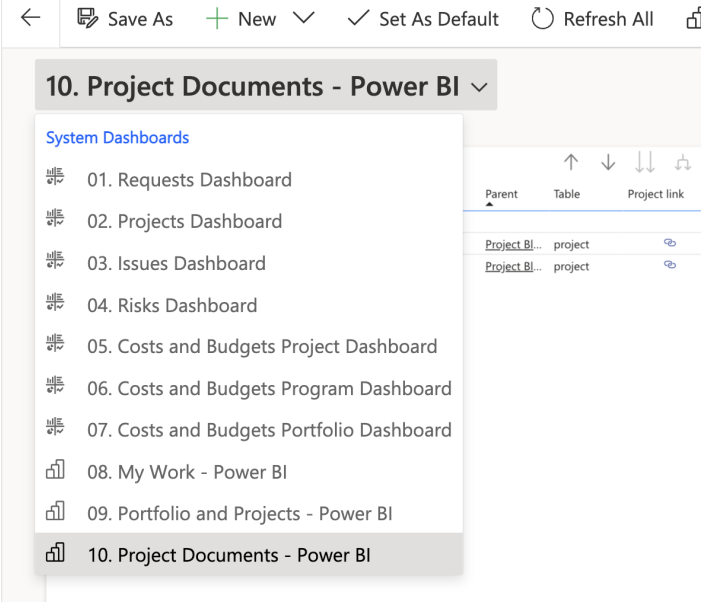 Save As New Set As Default Refresh All
10. Project Documents - Power BI
System Dashboards
01. Requests Dashboard
02. Projects Dashboard
03. Issues Dashboard
04. Risks Dashboard
05. Costs and Budgets Project Dashboard
06. Costs and Budgets Program Dashboard
07. Costs and Budgets Portfolio Dashboard
08. My Work - Power BI
09. Portfolio and Projects - Power BI
10. Project Documents - Power BI
Parent Table Project link
Project Bl... project
Project Bl... project